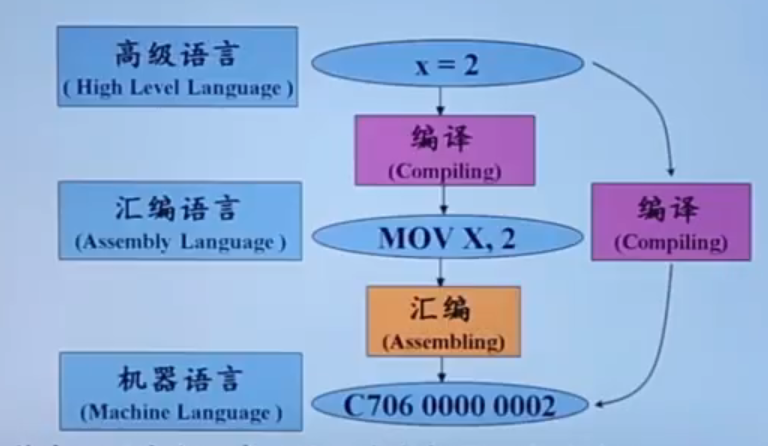 高级语言
( High Level Language )
x = 2
编译
(Compiling)
汇编语言
(Assembly Language )
MOV X, 2
编译
(Compiling)
汇编
(Assembling)
机器语言
(Machine Language )
C706 0000 0002